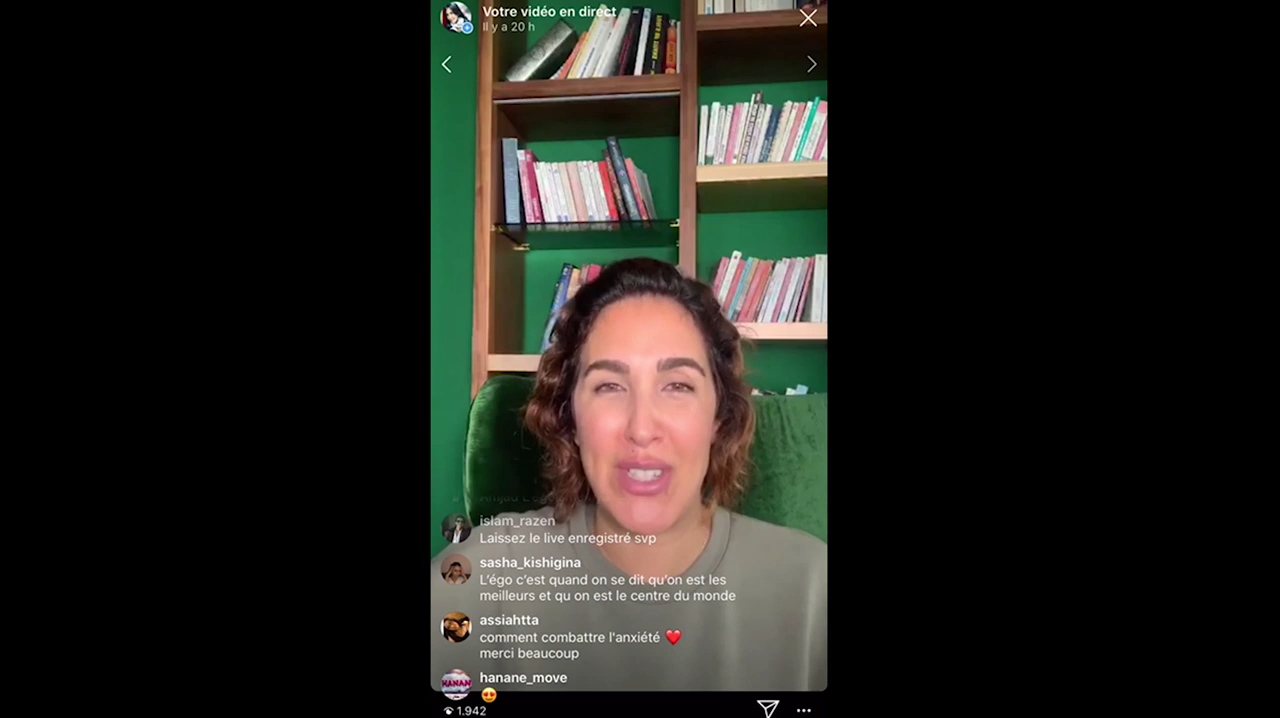 Votre vidéo en direct
Il y a 20 h
islam_razen
Laissez le live enregistré svp
sasha_kishigina
L'égo c'est quand on se dit qu'on est les
meilleurs et qu on est le centre du monde
assiahtta
comment combattre l'anxiété ❤️
merci beaucoup
hanane_move
HANAN
😍
1.942